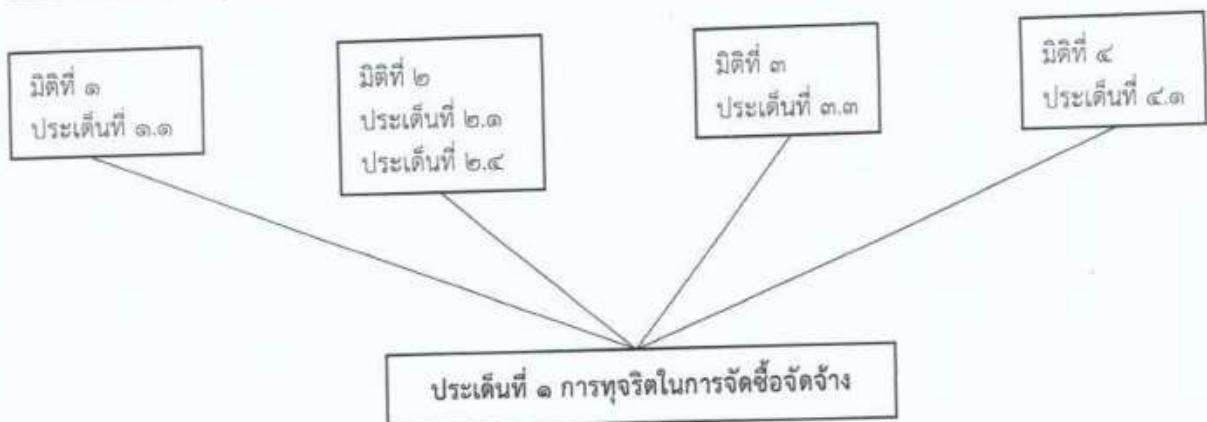 มิติที่ ๑
ประเด็นที่ ๑.๑
มิติที่ ๒
ประเด็นที่ ๒.๑
ประเด็นที่ ๒.๔
มิติที่ ๓
ประเด็นที่ ๓.๓
มิติที่ ๔
ประเด็นที่ ๔.๑
ประเด็นที่ ๑ การทุจริตในการจัดซื้อจัดจ้าง